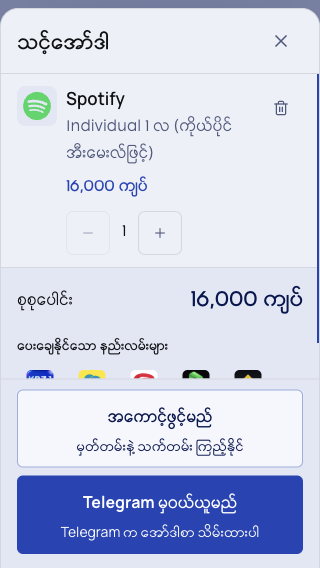 သင့်အော်ဒါ
Spotify
Individual 1 လ (ကိုယ်ပိုင်
အီးမေးလ်ဖြင့်)
16,000 ကျပ်
1
စုစုပေါင်း
16,000 ကျပ်
ပေးချေနိုင်သော နည်းလမ်းများ
အကောင့်ဖွင့်မည်
မှတ်တမ်းနဲ့ သက်တမ်း ကြည့်နိုင်
Telegram မှဝယ်ယူမည်
Telegram က အော်ဒါစာ သိမ်းထားပါ